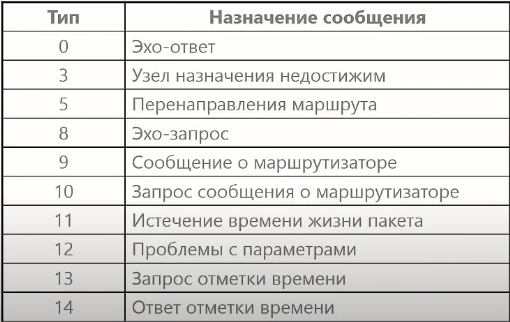 Тип Назначение сообщения
0 Эхо-ответ
3 Узел назначения недостижим
5 Перенаправления маршрута
8 Эхо-запрос
9 Сообщение о маршрутизаторе
10 Запрос сообщения о маршрутизаторе
11 Истечение времени жизни пакета
12 Проблемы с параметрами
13 Запрос отметки времени
14 Ответ отметки времени